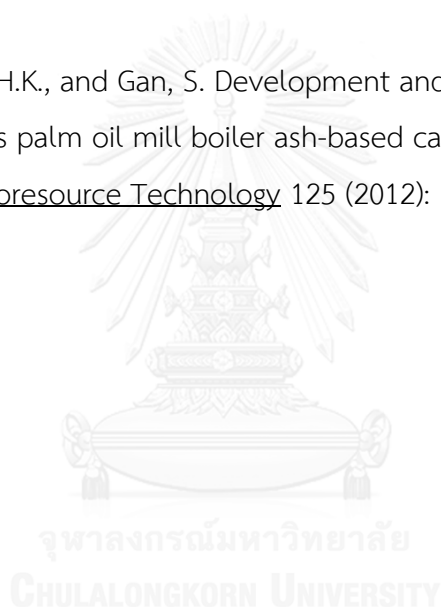 H.K., and Gan, S. Development and
s palm oil mill boiler ash-based ca
oresource Technology 125 (2012):
จุฬาลงกรณ์มหาวิทยาลัย
CHULALONGKORN UNIVERSITY